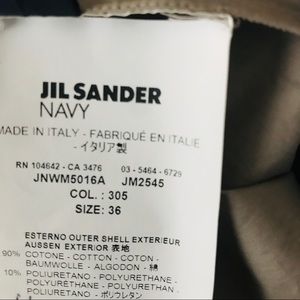 JIL SANDER
NAVY
MADE IN ITALY - FABRIQUÉ EN ITALIE
- イタリア製
RN 104642 - CA 3476 03 - 5464 - 6729
JNWM5016A JM2545
COL. : 305
SIZE: 36
ESTERNO OUTER SHELL EXTERIEUR
AUSSEN EXTERIOR 表地
90% COTONE - COTTON - COTON -
BAUMWOLLE - ALGODON - 綿
10% POLIURETANO - POLYURETHANE -
POLYURÉTHANE - POLYURETHAN -
POLIURETANO - ポリウレタン